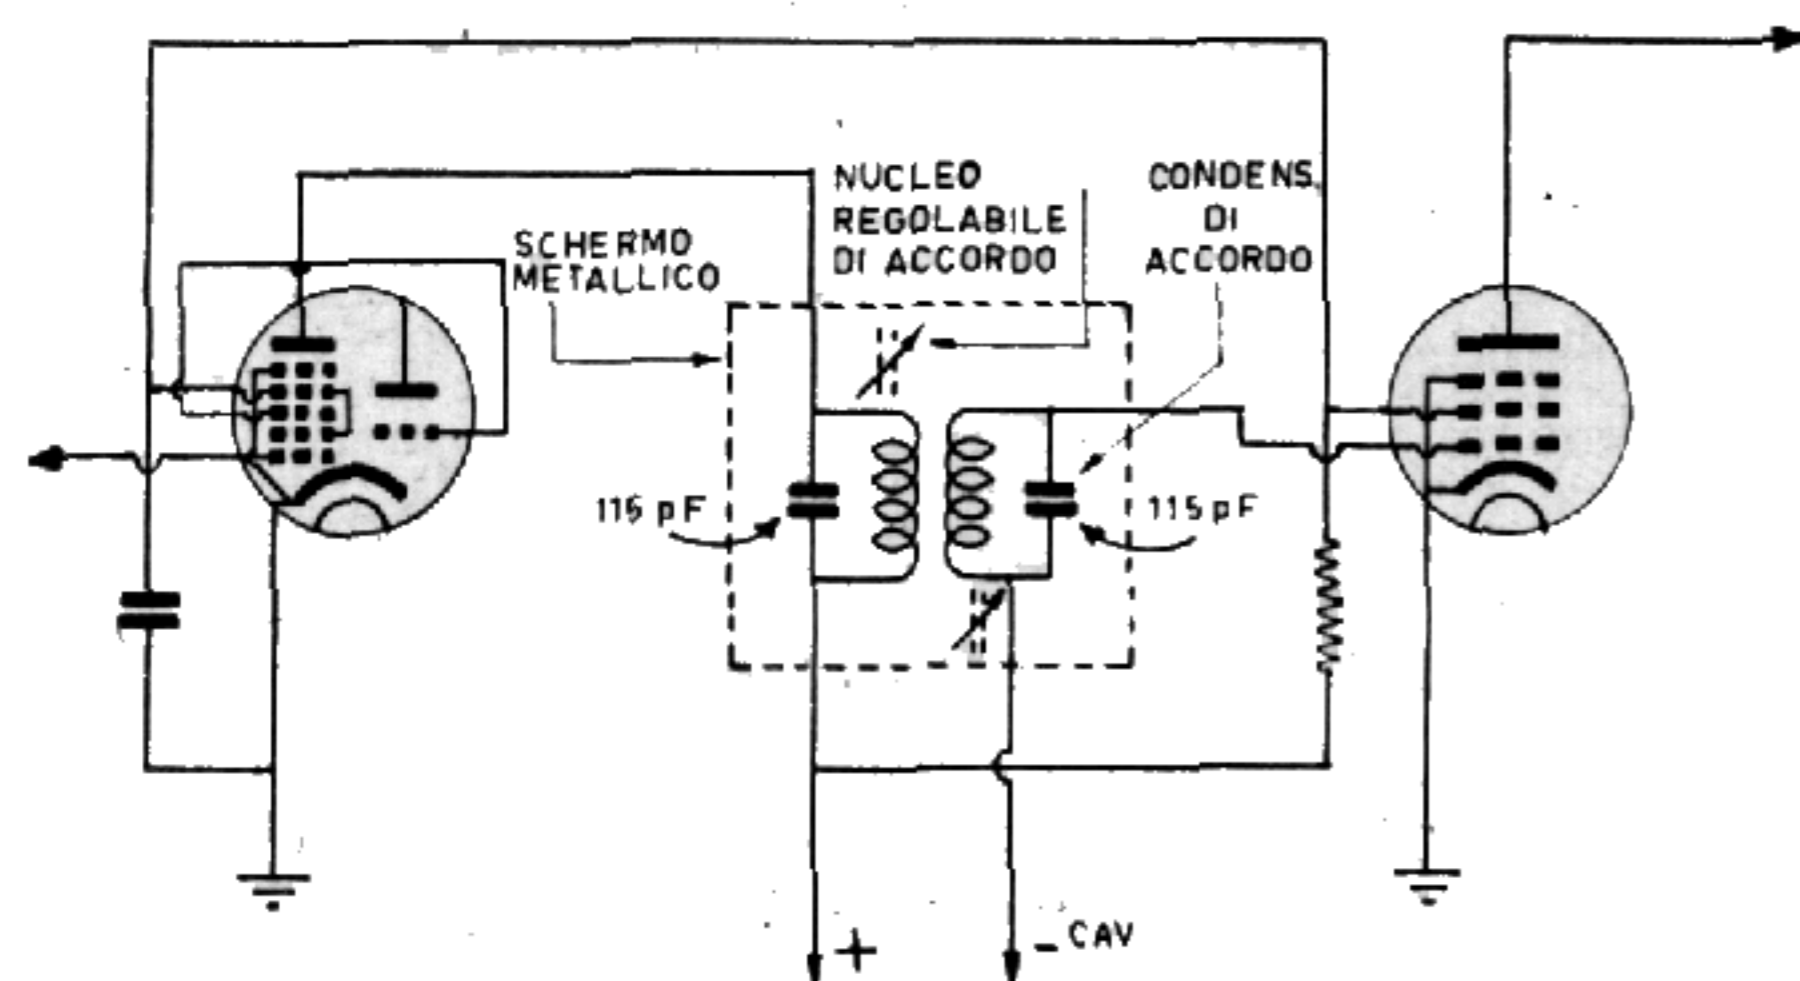 NUCLEO
REGOLABILE
DI ACCORDO
CONDENS.
DI
ACCORDO
SCHERMO
METALLICO
115 pF
115 pF
+
- CAV